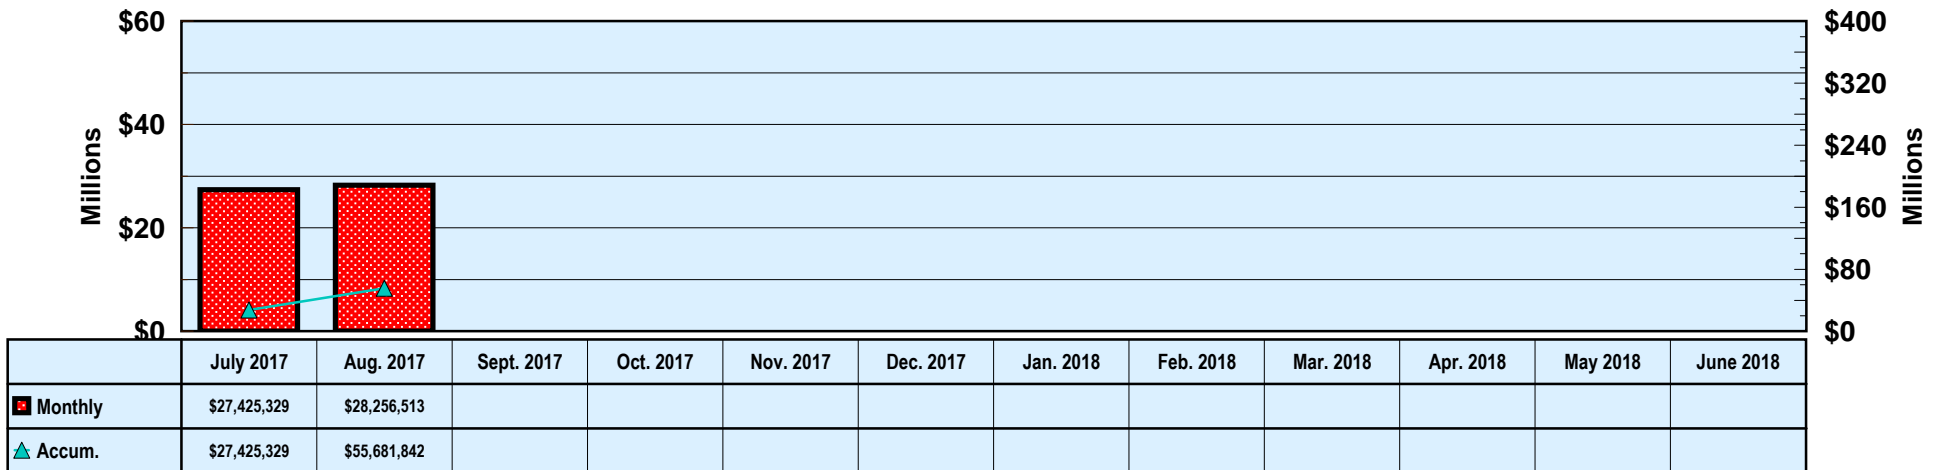 $60
$40
$20
$0
Millions
$400
$320
$240
$160
$80
$0
Millions
July 2017 Aug. 2017 Sept. 2017 Oct. 2017 Nov. 2017 Dec. 2017 Jan. 2018 Feb. 2018 Mar. 2018 Apr. 2018 May 2018 June 2018
Monthly $27,425,329 $28,256,513
Accum. $27,425,329 $55,681,842